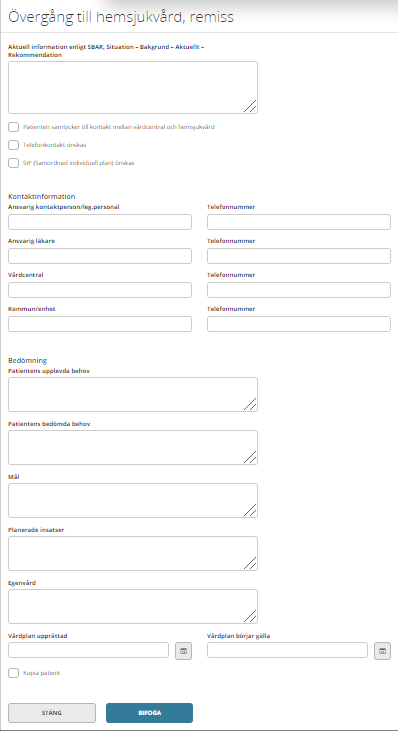 Övergång till hemsjukvård, remiss
Aktuell information enligt SBAR, Situation – Bakgrund – Aktuellt –
Rekommendation
Patienten samtycker till kontakt mellan vårdcentral och hemsjukvård
Telefonkontakt önskas
SIP (Samordnad individuell plan) önskas
Kontaktinformation
Ansvarig kontaktperson/leg.personal Telefonnummer
Ansvarig läkare Telefonnummer
Vårdcentral Telefonnummer
Kommun/enhet Telefonnummer
Bedömning
Patientens upplevda behov
Patientens bedömda behov
Mål
Planerade insatser
Egenvård
Vårdplan upprättad Vårdplan börjar gälla
Kopia patient
STÄNG BIFOGA